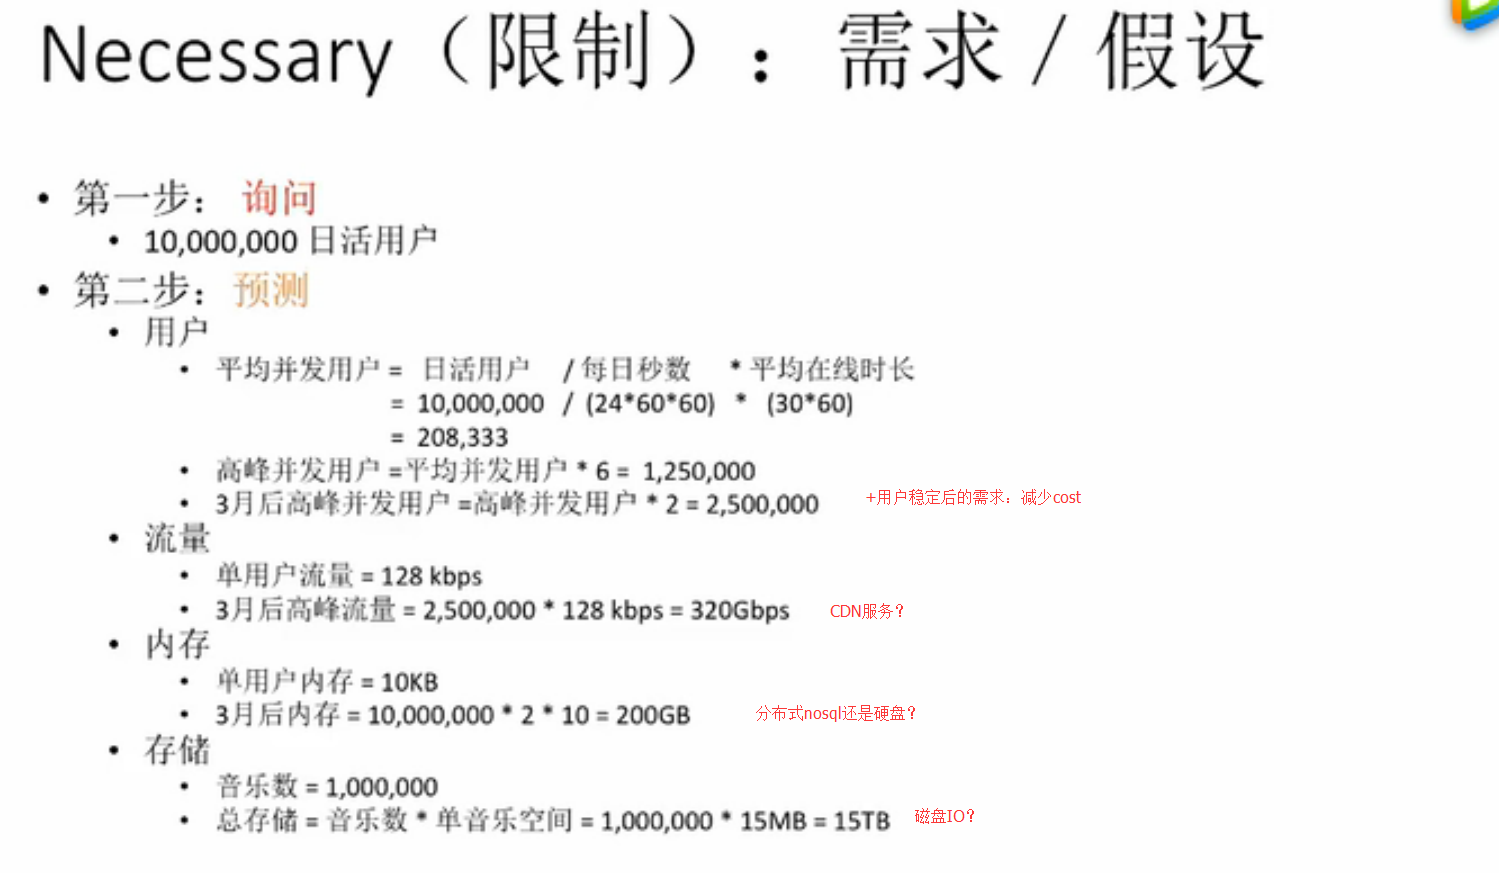 Necessary（限制）：需求／假设
• 第一步： 询问
• 10,000,000 日活用户
• 第二步： 预测
• 用户
• 平均并发用户 = 日活用户 / 每日秒数 * 平均在线时长
= 10,000,000 / (24*60*60) * (30*60)
= 208,333
• 高峰并发用户 =平均并发用户 * 6 = 1,250,000
• 3月后高峰并发用户 =高峰并发用户 * 2 = 2,500,000 +用户稳定后的需求：减少cost
• 流量
• 单用户流量 = 128 kbps
• 3月后高峰流量 = 2,500,000 * 128 kbps = 320Gbps CDN服务？
• 内存
• 单用户内存 = 10KB
• 3月后内存 = 10,000,000 * 2 * 10 = 200GB 分布式nosql还是硬盘？
• 存储
• 音乐数 = 1,000,000
• 总存储 = 音乐数 * 单音乐空间 = 1,000,000 * 15MB = 15TB 磁盘IO？